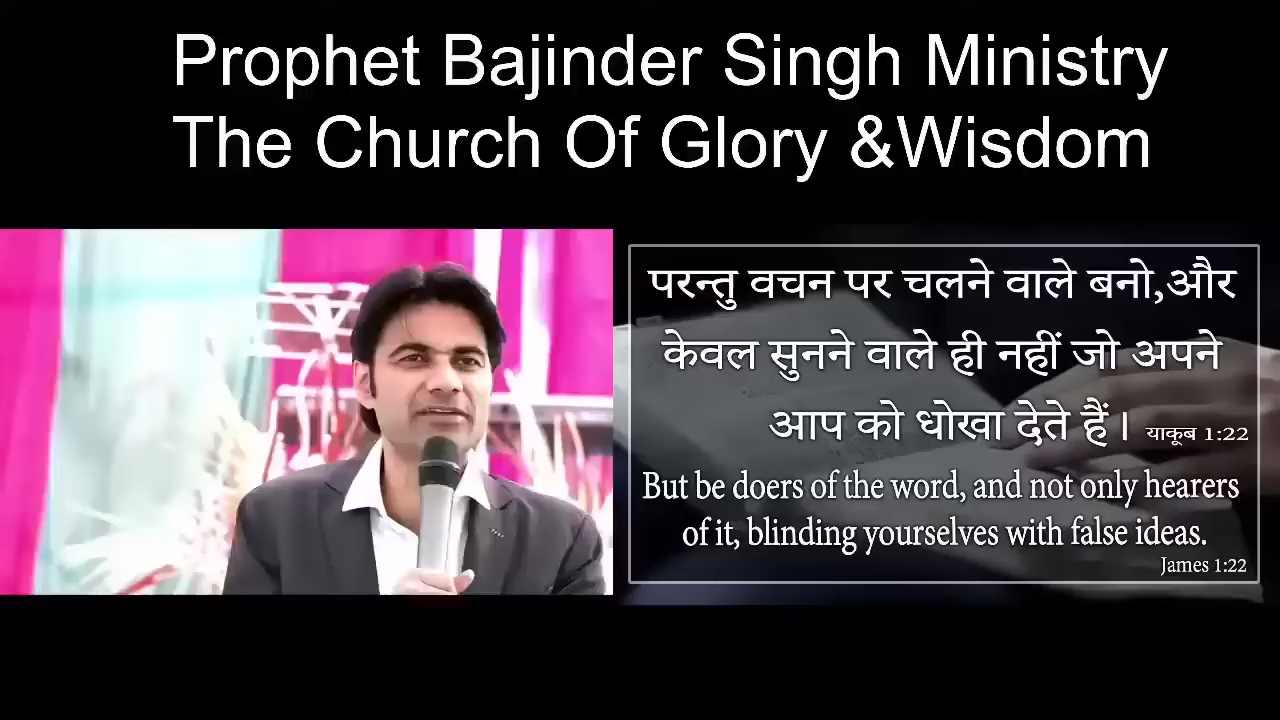 Prophet Bajinder Singh Ministry
The Church Of Glory &Wisdom
परन्तु वचन पर चलने वाले बनो,और
केवल सुनने वाले ही नहीं जो अपने
आप को धोखा देते हैं। याकूब 1:22
But be doers of the word, and not only hearers
of it, blinding yourselves with false ideas.
James 1:22